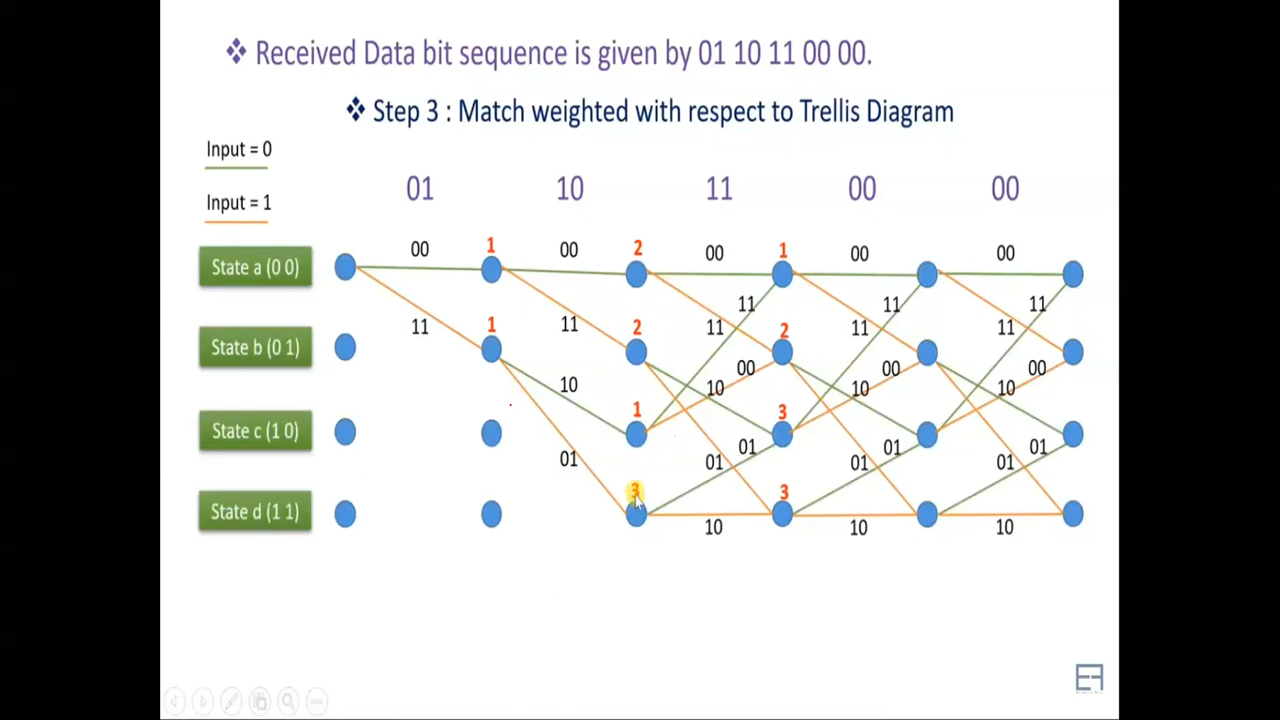 ❖ Received Data bit sequence is given by 01 10 11 00 00.
❖ Step 3 : Match weighted with respect to Trellis Diagram
Input = 0
Input = 1
01 10 11 00 00
State a (0 0)
00 1 00 2 00 1 00 00
11 11 11
11 1 11 2 11 2 11 11
State b (0 1)
00 00 00
10 10 10 10
1 3
State c (1 0)
01 01 01
01 01 01 01
3 3
State d (1 1)
10 10 10
EF